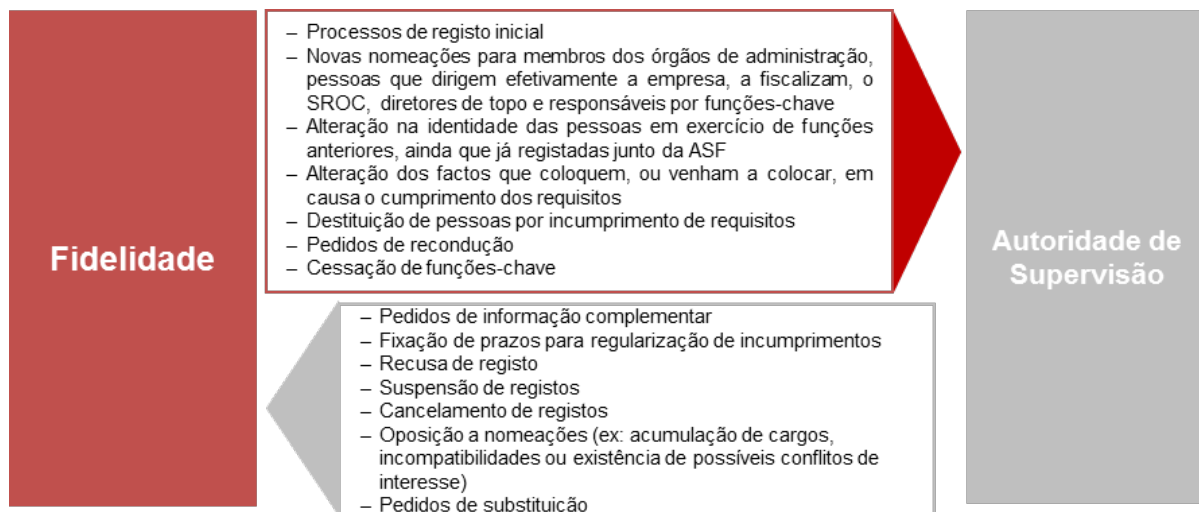 Fidelidade
– Processos de registo inicial
– Novas nomeações para membros dos órgãos de administração,
pessoas que dirigem efetivamente a empresa, a fiscalizam, o
SROC, diretores de topo e responsáveis por funções-chave
– Alteração na identidade das pessoas em exercício de funções
anteriores, ainda que já registadas junto da ASF
– Alteração dos factos que coloquem, ou venham a colocar, em
causa o cumprimento dos requisitos
– Destituição de pessoas por incumprimento de requisitos
– Pedidos de recondução
– Cessação de funções-chave
– Pedidos de informação complementar
– Fixação de prazos para regularização de incumprimentos
– Recusa de registo
– Suspensão de registos
– Cancelamento de registos
– Oposição a nomeações (ex: acumulação de cargos,
incompatibilidades ou existência de possíveis conflitos de
interesse)
– Pedidos de substituição
Autoridade de
Supervisão